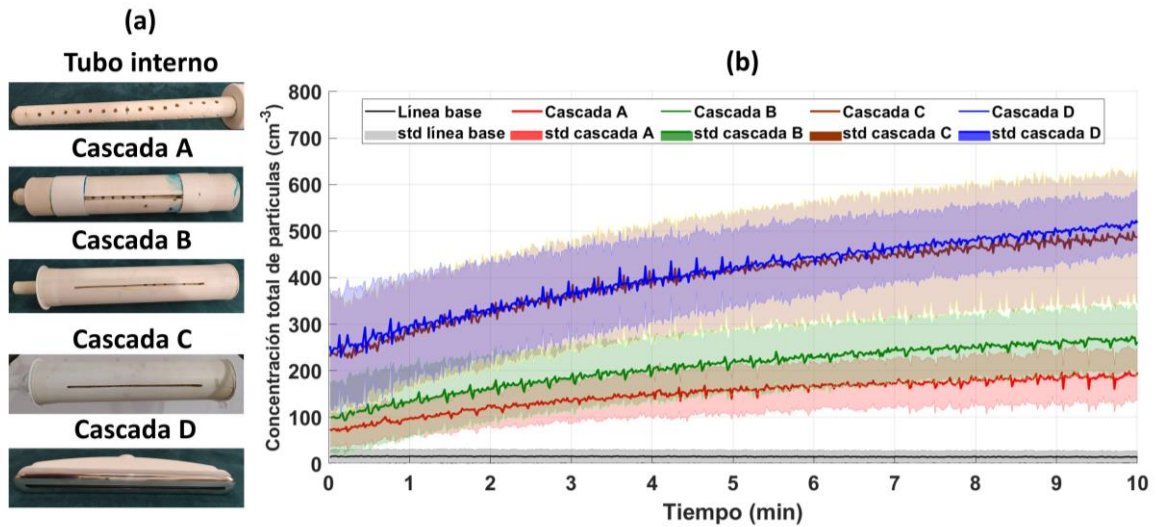 (a)
Tubo interno
Cascada A
Cascada B
Cascada C
Cascada D
(b)
Concentración total de partículas (cm-3)
800
700
600
500
400
300
200
100
0
Línea base Cascada A Cascada B Cascada C Cascada D
std línea base std cascada A std cascada B std cascada C std cascada D
0 1 2 3 4 5 6 7 8 9 10
Tiempo (min)